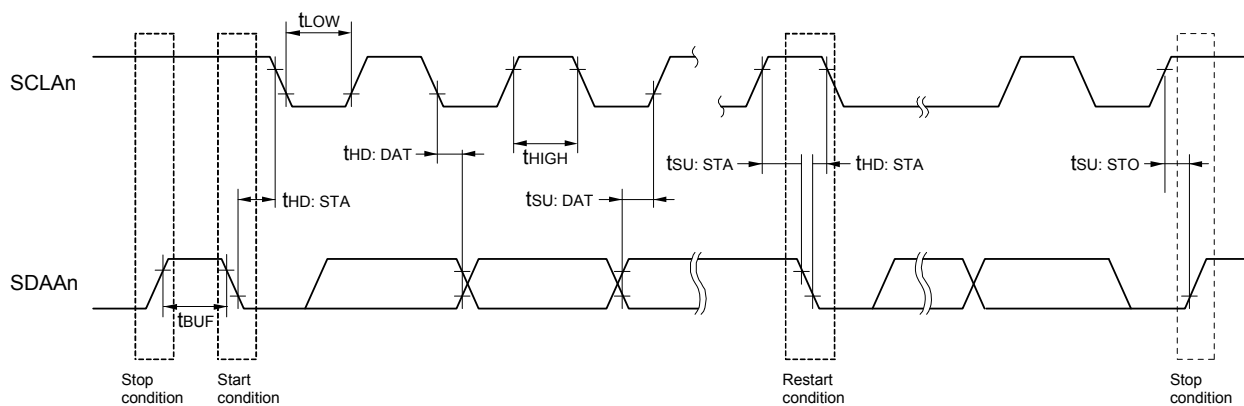 tLOW
SCLAn
tHD: DAT
tHIGH
tSU: STA
tHD: STA
tSU: STO
tHD: STA
tSU: DAT
SDAAn
tBUF
Stop
condition
Start
condition
Restart
condition
Stop
condition